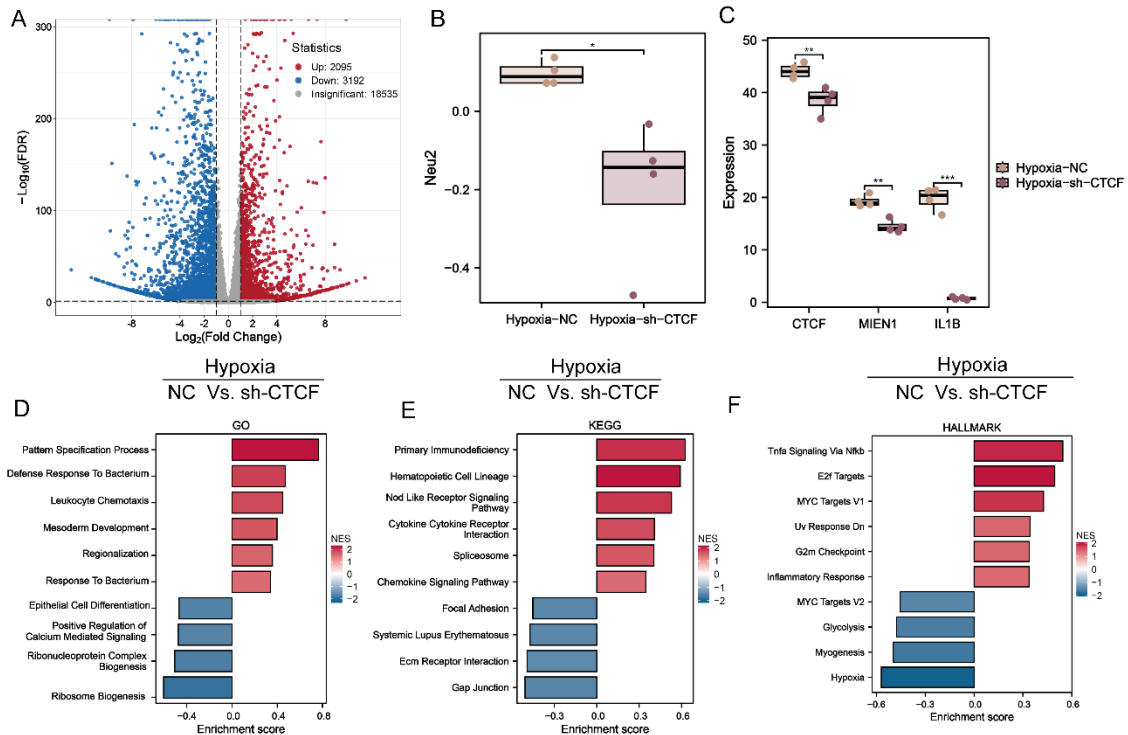 A
300
200
100
0
−Log₁₀(FDR)
Statistics
Up: 2095
Down: 3192
Insignificant: 18535
-8
-4
-2
0
2
4
8
Log₂(Fold Change)
B
*
0.0
−0.2
−0.4
Neu2
Hypoxia−NC
Hypoxia-sh−CTCF
C
**
**
***
50
40
30
20
10
0
Expression
CTCF
MIEN1
IL1B
Hypoxia−NC
Hypoxia-sh−CTCF
Hypoxia
NC Vs. sh-CTCF
D
GO
Pattern Specification Process
Defense Response To Bacterium
Leukocyte Chemotaxis
Mesoderm Development
Regionalization
Response To Bacterium
Epithelial Cell Differentiation
Positive Regulation of
Calcium Mediated Signaling
Ribonucleoprotein Complex
Biogenesis
Ribosome Biogenesis
−0.4
0.0
0.4
0.8
Enrichment score
NES
2
1
0
−1
−2
Hypoxia
NC Vs. sh-CTCF
E
KEGG
Primary Immunodeficiency
Hematopoietic Cell Lineage
Nod Like Receptor Signaling
Pathway
Cytokine Cytokine Receptor
Interaction
Spliceosome
Chemokine Signaling Pathway
Focal Adhesion
Systemic Lupus Erythematosus
Ecm Receptor Interaction
Gap Junction
−0.3
0.0
0.3
0.6
Enrichment score
NES
2
1
0
−1
−2
Hypoxia
NC Vs. sh-CTCF
F
HALLMARK
Tnfa Signaling Via Nfkb
E2f Targets
MYC Targets V1
Uv Response Dn
G2m Checkpoint
Inflammatory Response
MYC Targets V2
Glycolysis
Myogenesis
Hypoxia
−0.6
−0.3
0.0
0.3
0.6
Enrichment score
NES
2
1
0
−1
−2